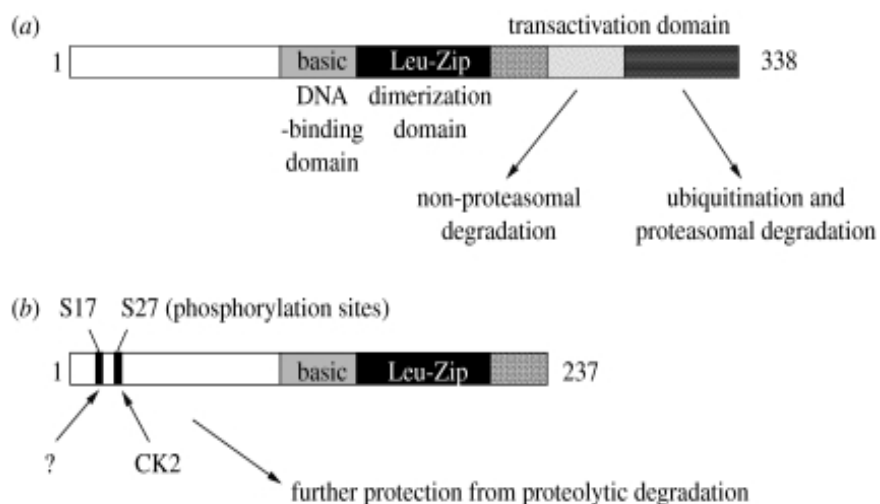 (a)
transactivation domain
1 basic Leu-Zip 338
DNA
-binding
domain
dimerization
domain
non-proteasomal
degradation
ubiquitination and
proteasomal degradation
(b) S17 S27 (phosphorylation sites)
1 basic Leu-Zip 237
? CK2
further protection from proteolytic degradation